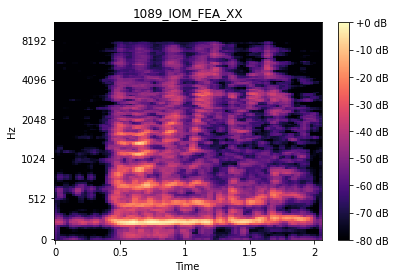 1089_IOM_FEA_XX
Hz
8192
4096
2048
1024
512
0
0
0.5
1
1.5
2
Time
+0 dB
-10 dB
-20 dB
-30 dB
-40 dB
-50 dB
-60 dB
-70 dB
-80 dB